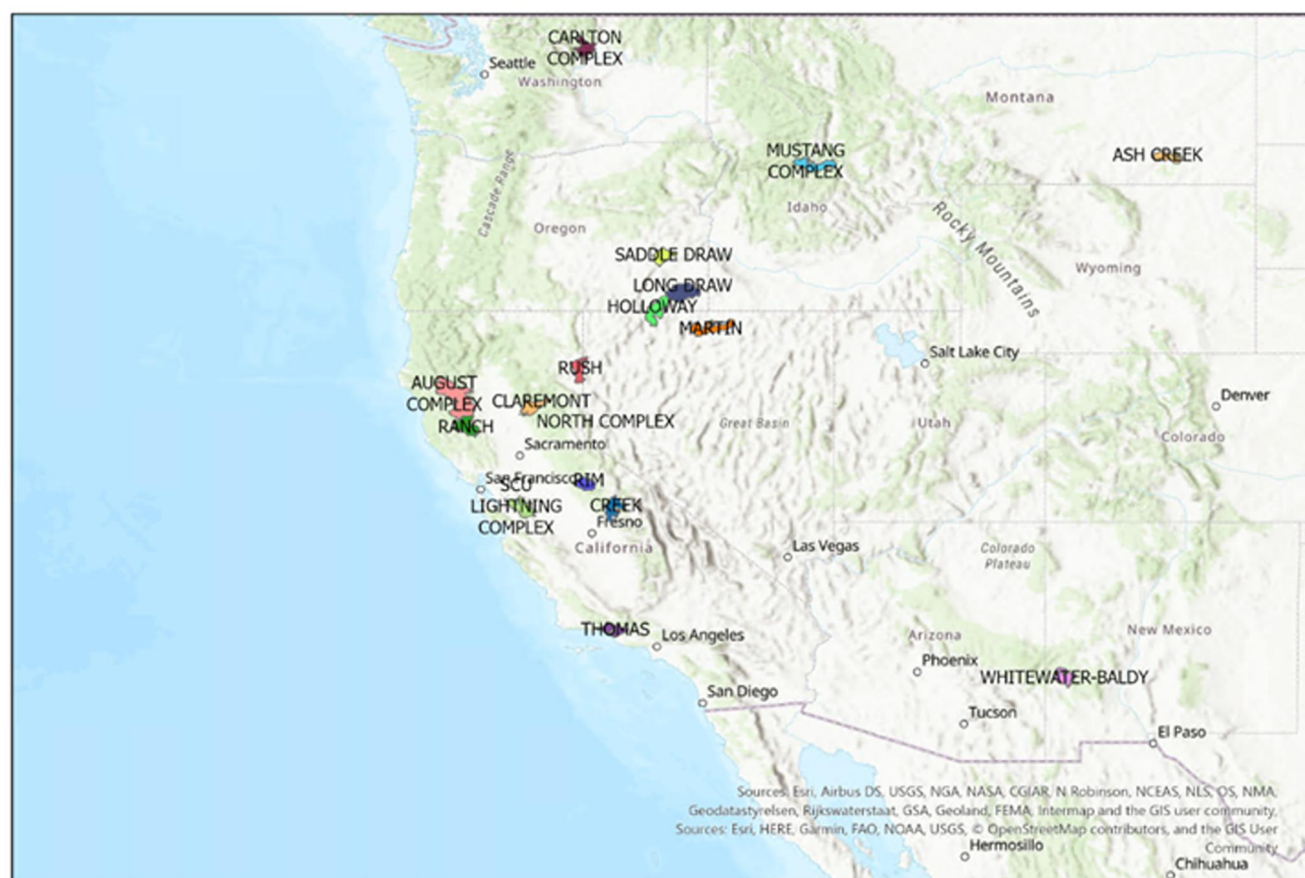 CARLTON
COMPLEX
Seattle
Washington
Montana
MUSTANG
COMPLEX
ASH CREEK
Cascade Range
Idaho
Oregon
Rocky Mountains
SADDLE DRAW
Wyoming
LONG DRAW
HOLLOWAY
MARTIN
Salt Lake City
RUSH
AUGUST
COMPLEX
CLAREMONT
NORTH COMPLEX
RANCH
Great Basin
Utah
Denver
Colorado
Sacramento
San Francisco
RIM
SCU
LIGHTNING
COMPLEX
CREEK
Fresno
California
Las Vegas
Colorado
Plateau
THOMAS
Los Angeles
Arizona
New Mexico
Phoenix
WHITEWATER-BALDY
San Diego
Tucson
El Paso
Sources: Esri, Airbus DS, USGS, NGA, NASA, CGIAR, N Robinson, NCEAS, NLS, OS, NMA,
Geodatastyrelsen, Rijkswaterstaat, GSA, Geoland, FEMA, Intermap and the GIS user community,
Sources: Esri, HERE, Garmin, FAO, NOAA, USGS, © OpenStreetMap contributors, and the GIS User
Community
Hermosillo
Chihuahua